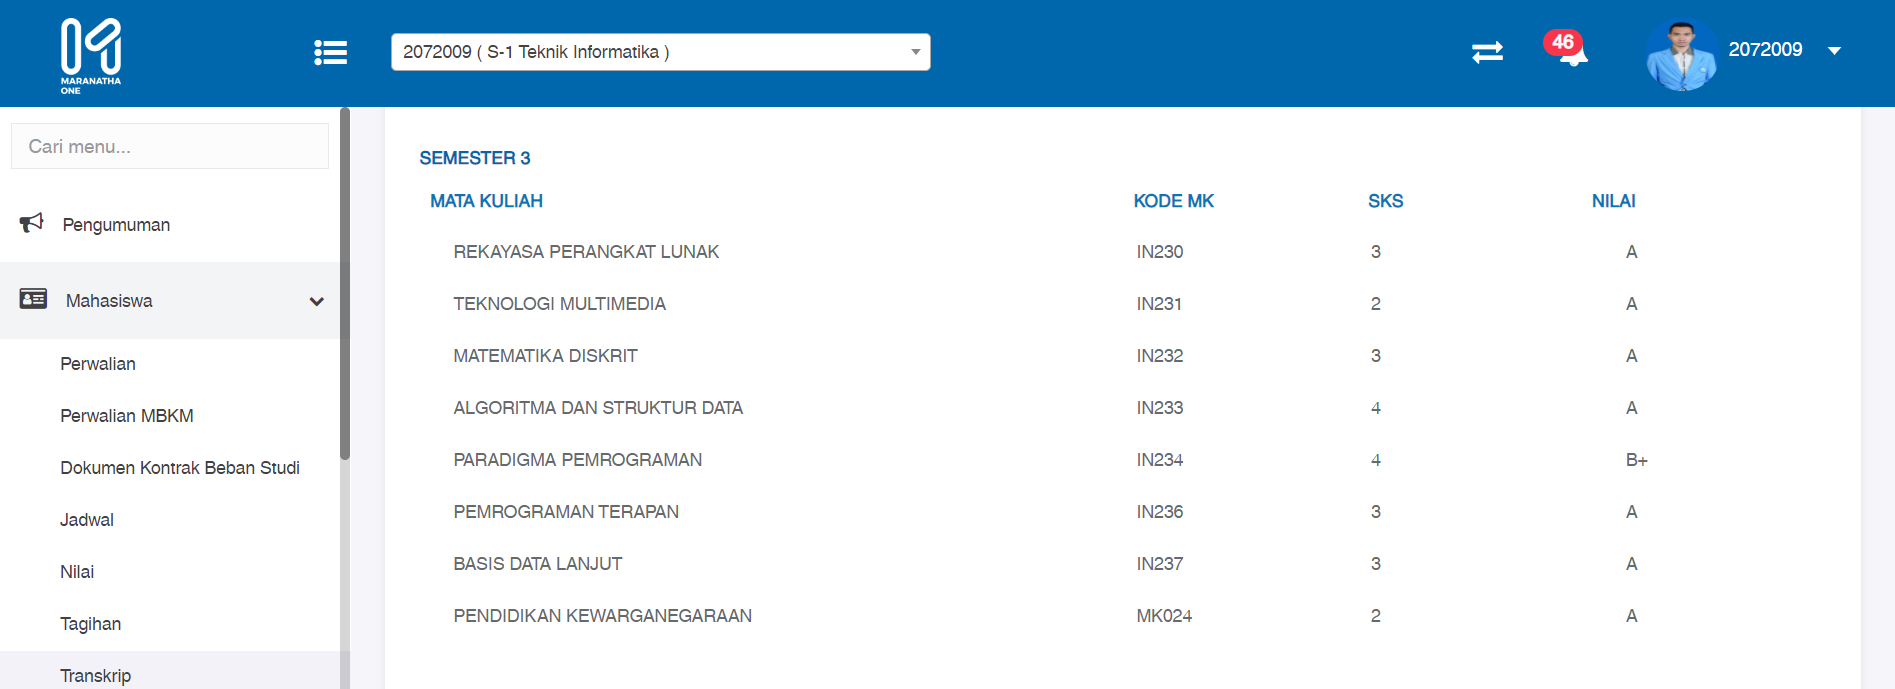 MARANATHA
ONE
2072009 ( S-1 Teknik Informatika )
46
2072009
Cari menu...
Pengumuman
Mahasiswa
Perwalian
Perwalian MBKM
Dokumen Kontrak Beban Studi
Jadwal
Nilai
Tagihan
Transkrip
SEMESTER 3
MATA KULIAH KODE MK SKS NILAI
REKAYASA PERANGKAT LUNAK IN230 3 A
TEKNOLOGI MULTIMEDIA IN231 2 A
MATEMATIKA DISKRIT IN232 3 A
ALGORITMA DAN STRUKTUR DATA IN233 4 A
PARADIGMA PEMROGRAMAN IN234 4 B+
PEMROGRAMAN TERAPAN IN236 3 A
BASIS DATA LANJUT IN237 3 A
PENDIDIKAN KEWARGANEGARAAN MK024 2 A